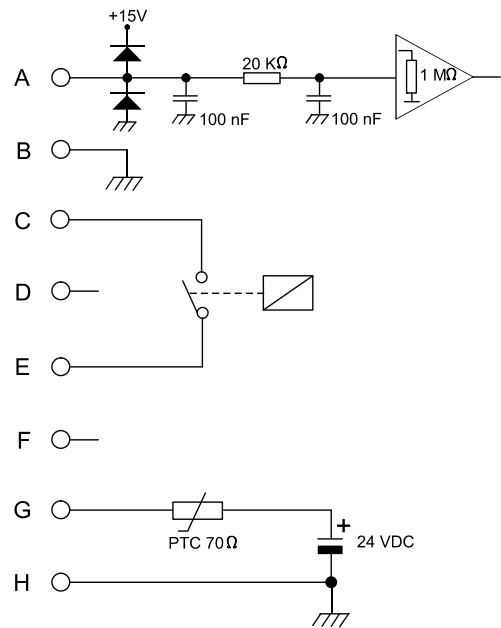 +15V
A
20 KΩ
1 MΩ
100 nF
100 nF
B
C
D
E
F
G
+
PTC 70Ω
24 VDC
H